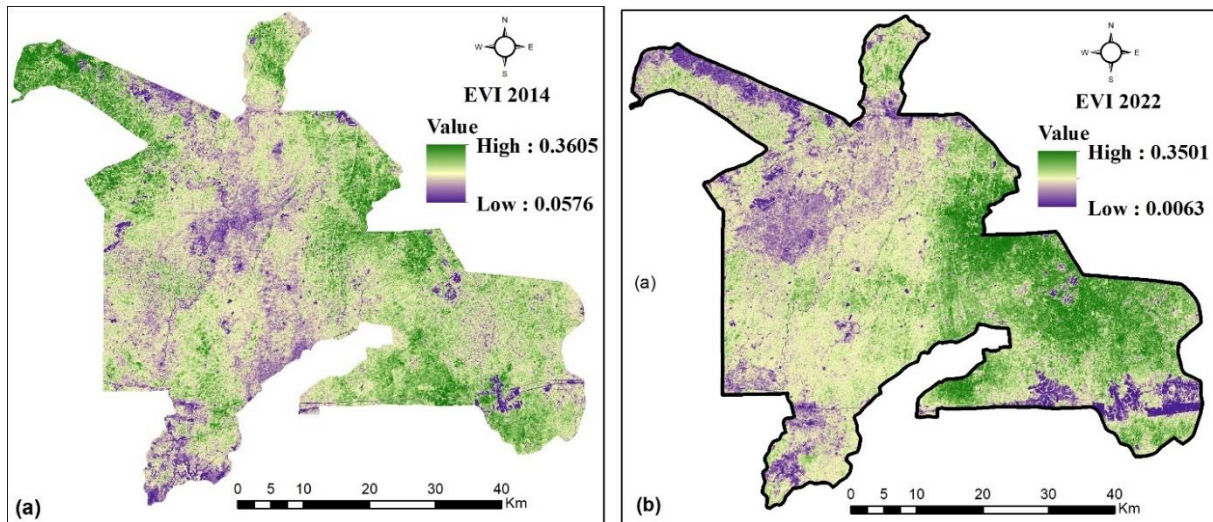 N
W E
S
EVI 2014
Value
High : 0.3605
Low : 0.0576
0 5 10 20 30 40
Km
(a)
N
W E
S
EVI 2022
Value
High : 0.3501
Low : 0.0063
(a)
0 5 10 20 30 40
Km
(b)